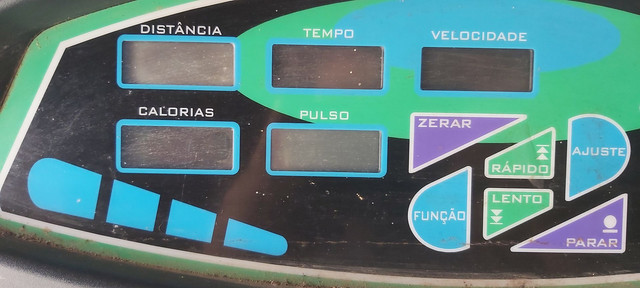 DISTÂNCIA
TEMPO
VELOCIDADE
CALORIAS
PULSO
ZERAR
RÁPIDO
AJUSTE
FUNÇÃO
LENTO
PARAR